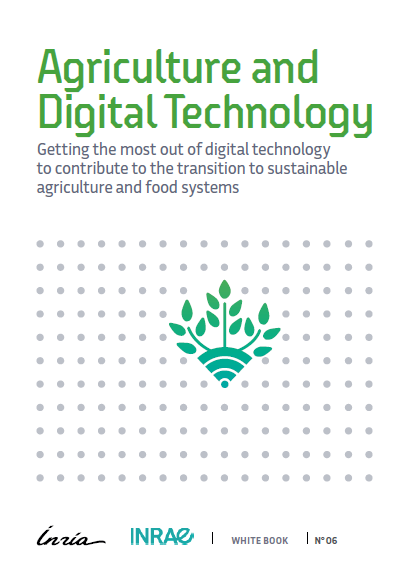 Agriculture and
Digital Technology
Getting the most out of digital technology
to contribute to the transition to sustainable
agriculture and food systems
Inria INRAE | WHITE BOOK | N°06